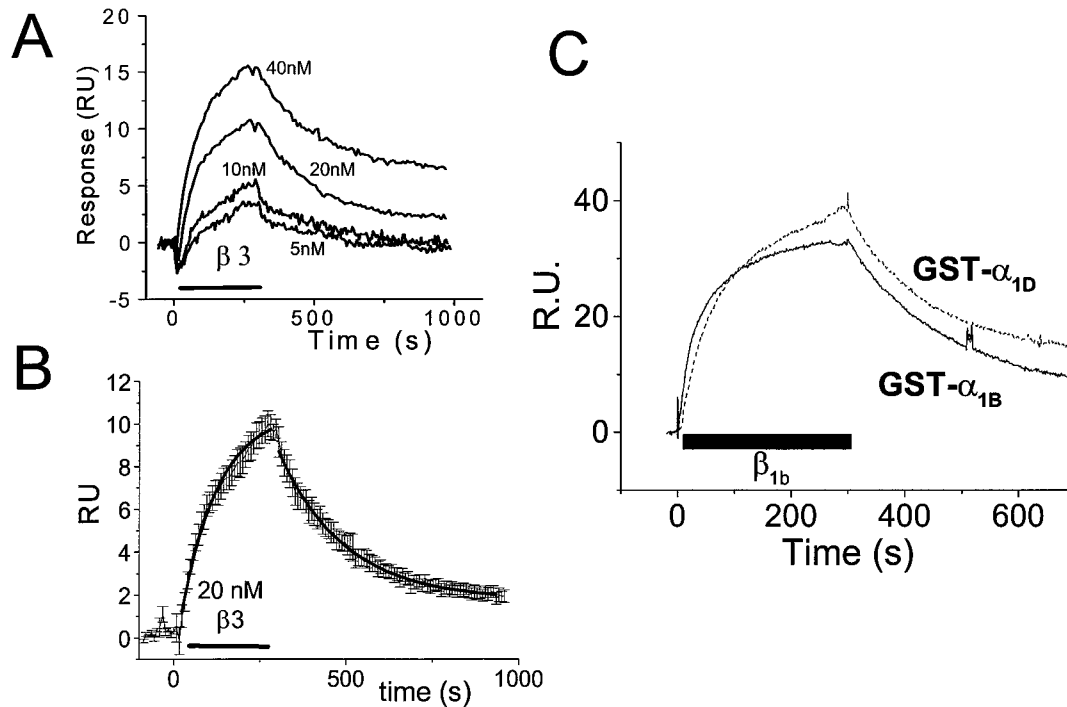 A
Response (RU)
20
15
10
5
0
-5
40nM
20nM
10nM
5nM
β 3
0
500
1000
Time (s)
B
RU
12
10
8
6
4
2
0
20 nM
β3
0
500
1000
time (s)
C
R.U.
40
20
0
GST-α1D
GST-α1B
β1b
0
200
400
600
Time (s)